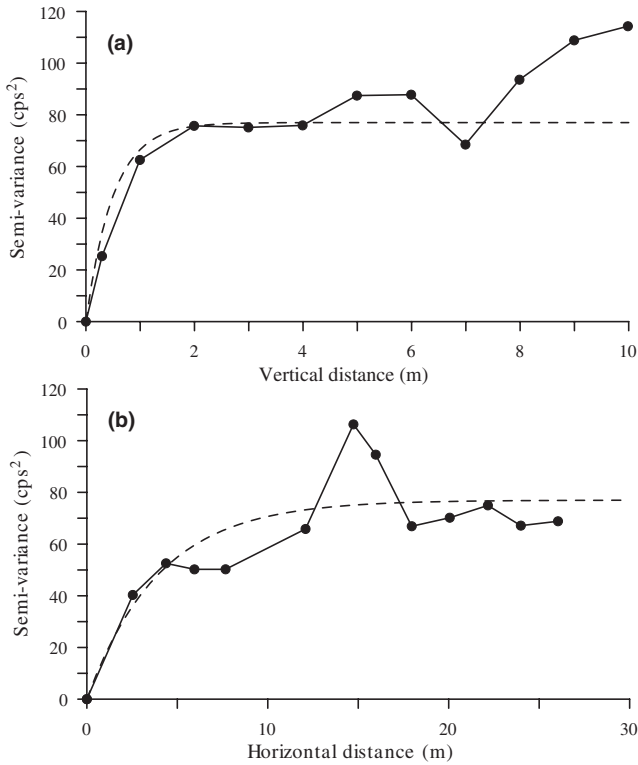 120
(a)
100
80
60
40
20
0
Semi-variance (cps²)
0 2 4 6 8 10
Vertical distance (m)
120
(b)
100
80
60
40
20
0
Semi-variance (cps²)
0 10 20 30
Horizontal distance (m)